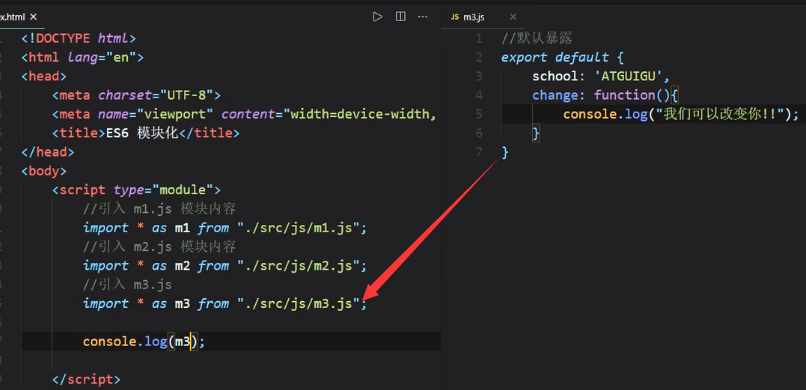 ex.html ×
<!DOCTYPE html>
<html lang="en">
<head>
<meta charset="UTF-8">
<meta name="viewport" content="width=device-width,
<title>ES6 模块化</title>
</head>
<body>
<script type="module">
//引入 m1.js 模块内容
import * as m1 from "./src/js/m1.js";
//引入 m2.js 模块内容
import * as m2 from "./src/js/m2.js";
//引入 m3.js
import * as m3 from "./src/js/m3.js";
console.log(m3);
</script>
JS m3.js ×
1 //默认暴露
2 export default {
3 school: 'ATGUIGU',
4 change: function(){
5 console.log("我们可以改变你!!");
6 }
7 }